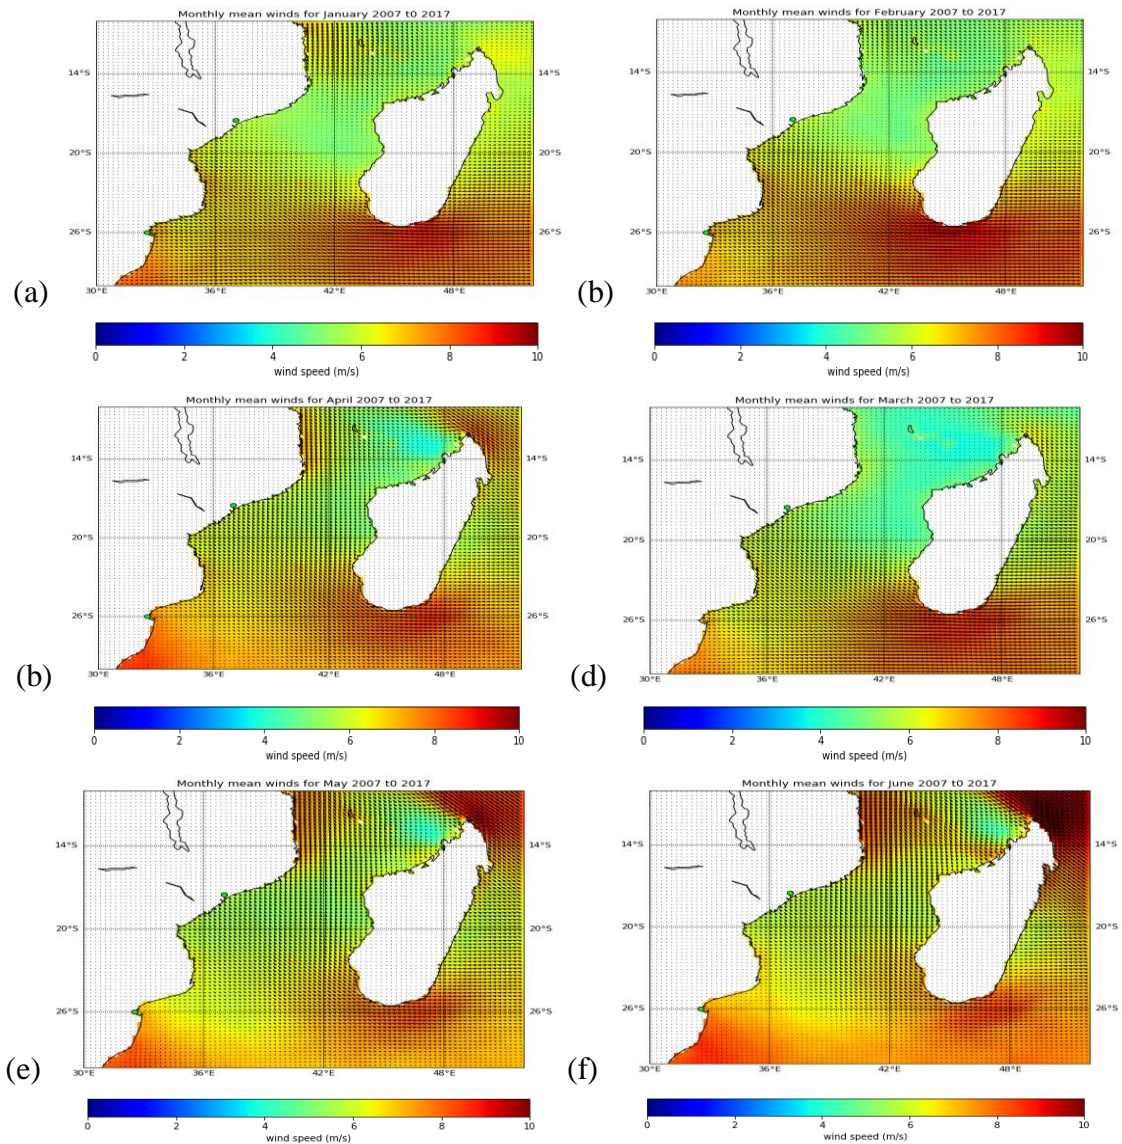 Monthly mean winds for January 2007 t0 2017
Monthly mean winds for February 2007 t0 2017
14°S 14°S 14°S 14°S
20°S 20°S 20°S 20°S
26°S 26°S 26°S 26°S
(a) 30°E 36°E 42°E 48°E
(b) 30°E 36°E 42°E 48°E
0 2 4 6 8 10
wind speed (m/s)
0 2 4 6 8 10
wind speed (m/s)
Monthly mean winds for April 2007 t0 2017
Monthly mean winds for March 2007 to 2017
14°S 14°S 14°S 14°S
20°S 20°S 20°S 20°S
26°S 26°S 26°S 26°S
(b) 30°E 36°E 42°E 48°E
(d) 30°E 36°E 42°E 48°E
0 2 4 6 8 10
wind speed (m/s)
0 2 4 6 8 10
wind speed (m/s)
Monthly mean winds for May 2007 t0 2017
Monthly mean winds for June 2007 t0 2017
14°S 14°S 14°S 14°S
20°S 20°S 20°S 20°S
26°S 26°S 26°S 26°S
(e) 30°E 36°E 42°E 48°E
(f) 30°E 36°E 42°E 48°E
0 2 4 6 8 10
wind speed (m/s)
0 2 4 6 8 10
wind speed (m/s)